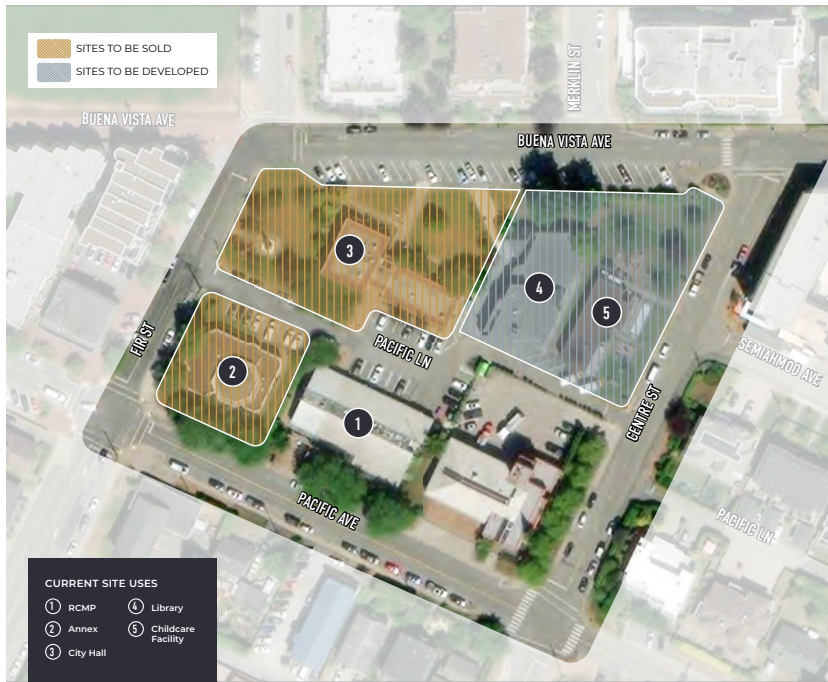 SITES TO BE SOLD
SITES TO BE DEVELOPED
MERKLIN ST
BUENA VISTA AVE
BUENA VISTA AVE
3
4
5
FIR ST
PACIFIC LN
SEMIAHMOO AVE
2
1
CENTRE ST
PACIFIC AVE
PACIFIC LN
CURRENT SITE USES
1 RCMP
2 Annex
3 City Hall
4 Library
5 Childcare
Facility